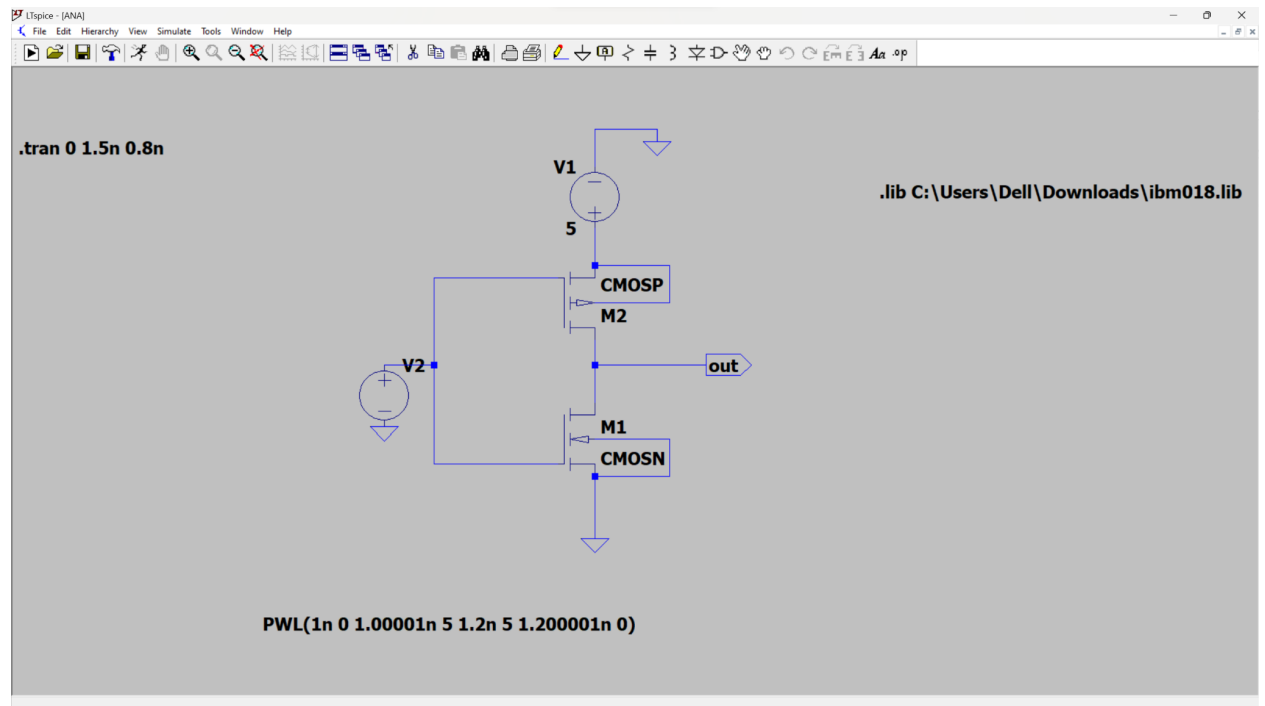 LTspice - [ANA]
File Edit Hierarchy View Simulate Tools Window Help
Aa .op
.tran 0 1.5n 0.8n
V1
.lib C:\Users\Dell\Downloads\ibm018.lib
5
CMOSP
M2
V2
out
M1
CMOSN
PWL(1n 0 1.00001n 5 1.2n 5 1.200001n 0)